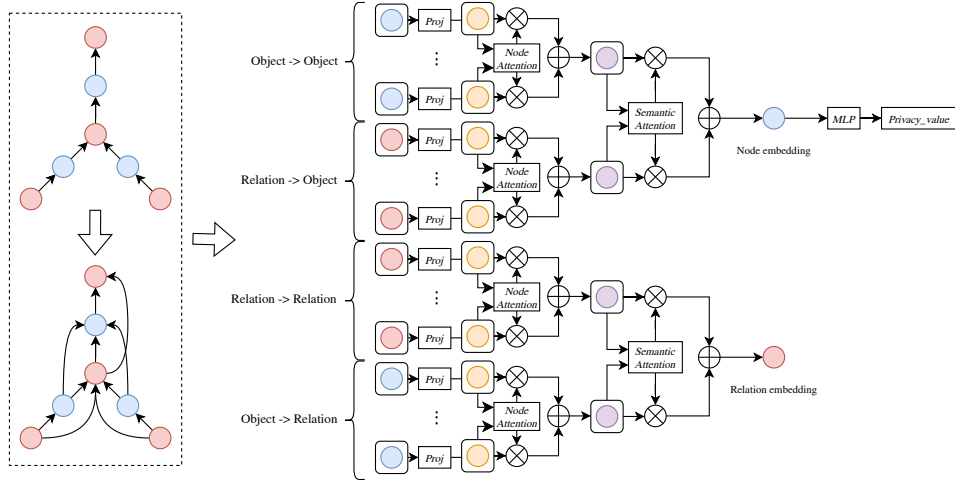 Object -> Object
Proj
Node
Attention
Proj
Relation -> Object
Proj
Node
Attention
Proj
Semantic
Attention
Node embedding
MLP
Privacy_value
Relation -> Relation
Proj
Node
Attention
Proj
Object -> Relation
Proj
Node
Attention
Proj
Semantic
Attention
Relation embedding